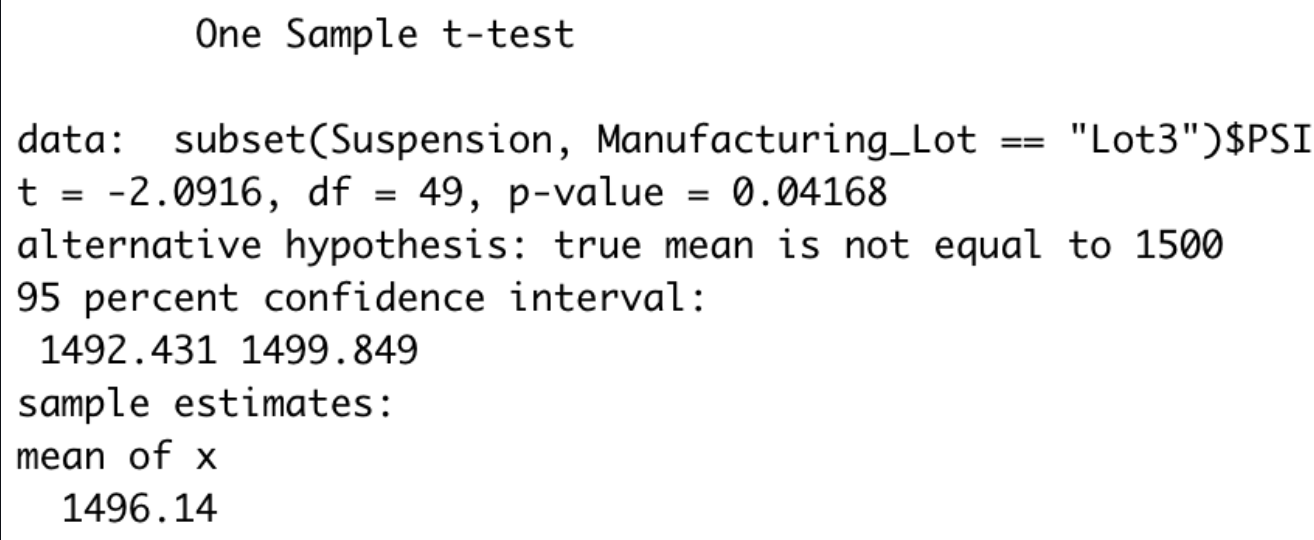 One Sample t-test
data:  subset(Suspension, Manufacturing_Lot == "Lot3")$PSI
t = -2.0916, df = 49, p-value = 0.04168
alternative hypothesis: true mean is not equal to 1500
95 percent confidence interval:
1492.431 1499.849
sample estimates:
mean of x
1496.14